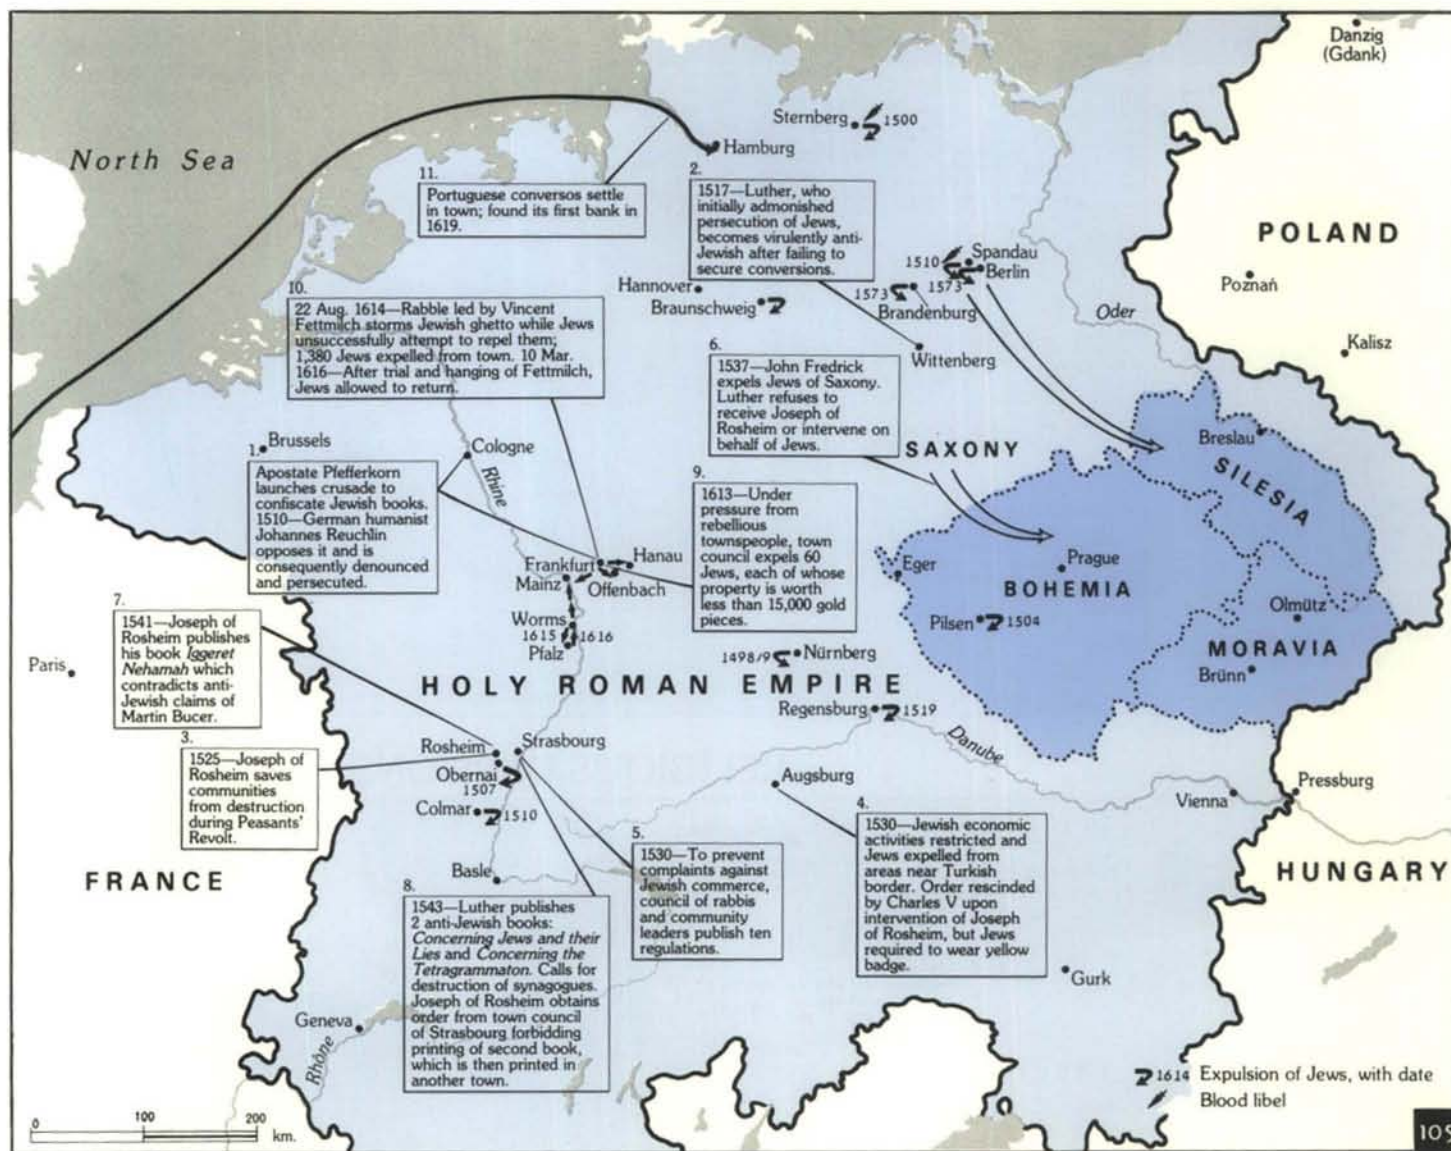 Danzig
(Gdank)
Sternberg
1500
North Sea
Hamburg
11.
Portuguese conversos settle
in town; found its first bank in
1619.
2.
1517—Luther, who
initially admonished
persecution of Jews,
becomes virulently anti-
Jewish after failing to
secure conversions.
POLAND
1510
Spandau
Berlin
1573
1573
Brandenburg
Hannover
Braunschweig
Poznań
Oder
Kalisz
Wittenberg
10.
22 Aug. 1614—Rabble led by Vincent
Fettmilch storms Jewish ghetto while Jews
unsuccessfully attempt to repel them;
1,380 Jews expelled from town. 10 Mar.
1616—After trial and hanging of Fettmilch,
Jews allowed to return.
6.
1537—John Fredrick
expels Jews of Saxony.
Luther refuses to
receive Joseph of
Rosheim or intervene on
behalf of Jews.
SAXONY
Breslau
SILESIA
Brussels
Cologne
Rhine
1.
Apostate Pfefferkorn
launches crusade to
confiscate Jewish books.
1510—German humanist
Johannes Reuchlin
opposes it and is
consequently denounced
and persecuted.
9.
1613—Under
pressure from
rebellious
townspeople, town
council expels 60
Jews, each of whose
property is worth
less than 15,000 gold
pieces.
Frankfurt
Hanau
Mainz
Offenbach
Worms
1615
1616
Pfalz
Eger
Prague
BOHEMIA
Pilsen
1504
Olmütz
MORAVIA
Brünn
7.
1541—Joseph of
Rosheim publishes
his book Iggeret
Nehamah which
contradicts anti-
Jewish claims of
Martin Bucer.
Paris
1498/9
Nürnberg
HOLY ROMAN EMPIRE
Regensburg
1519
Danube
3.
1525—Joseph of
Rosheim saves
communities
from destruction
during Peasants'
Revolt.
Rosheim
Strasbourg
Obernai
1507
Colmar
1510
Augsburg
Vienna
Pressburg
FRANCE
Basle
HUNGARY
5.
1530—To prevent
complaints against
Jewish commerce,
council of rabbis
and community
leaders publish ten
regulations.
4.
1530—Jewish economic
activities restricted and
Jews expelled from
areas near Turkish
border. Order rescinded
by Charles V upon
intervention of Joseph
of Rosheim, but Jews
required to wear yellow
badge.
8.
1543—Luther publishes
2 anti-Jewish books:
Concerning Jews and their
Lies and Concerning the
Tetragrammaton. Calls for
destruction of synagogues.
Joseph of Rosheim obtains
order from town council
of Strasbourg forbidding
printing of second book,
which is then printed in
another town.
Gurk
Geneva
Rhône
1614 Expulsion of Jews, with date
Blood libel
0 100 200
km.
105